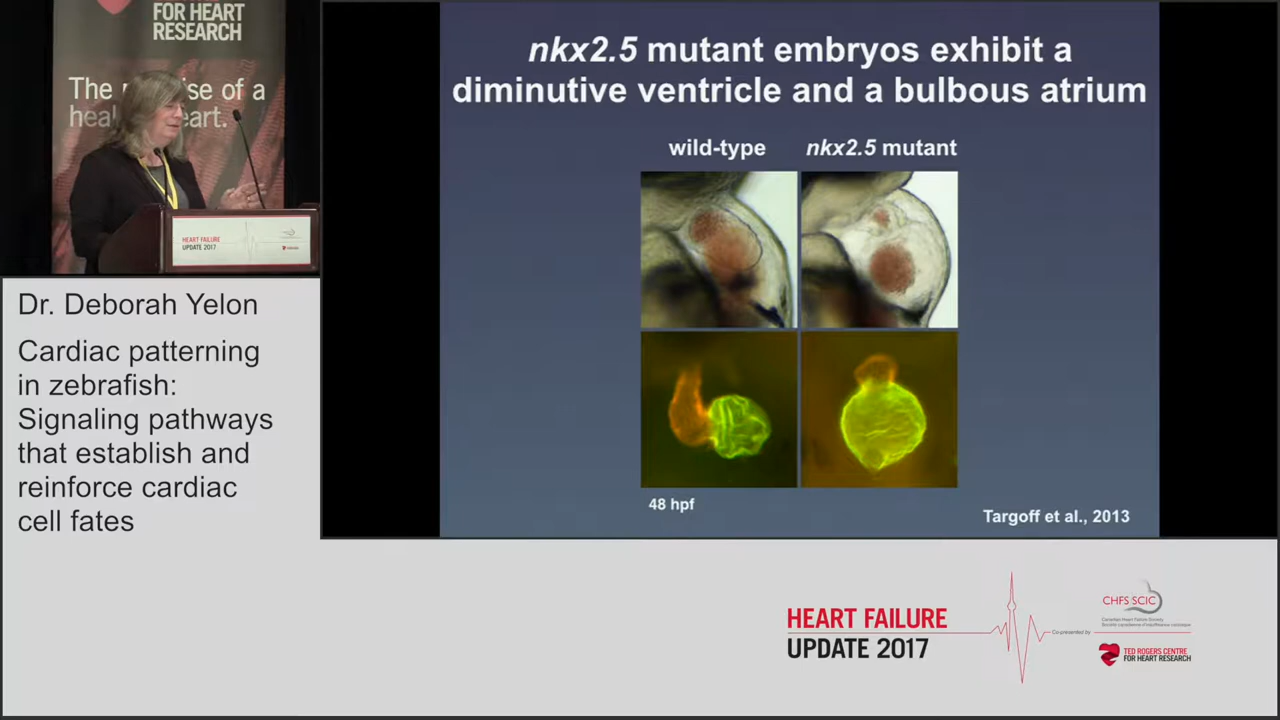 FOR HEART
RESEARCH
The
ise of a
heal
eart.
HEART FAILURE
UPDATE 2017
Dr. Deborah Yelon
Cardiac patterning
in zebrafish:
Signaling pathways
that establish and
reinforce cardiac
cell fates
nkx2.5 mutant embryos exhibit a
diminutive ventricle and a bulbous atrium
wild-type
nkx2.5 mutant
48 hpf
Targoff et al., 2013
HEART FAILURE
UPDATE 2017
Co-presented by
CHFS SCIC
Canadian Heart Failure Society
Société canadienne d'insuffisance cardiaque
TED ROGERS CENTRE
FOR HEART RESEARCH